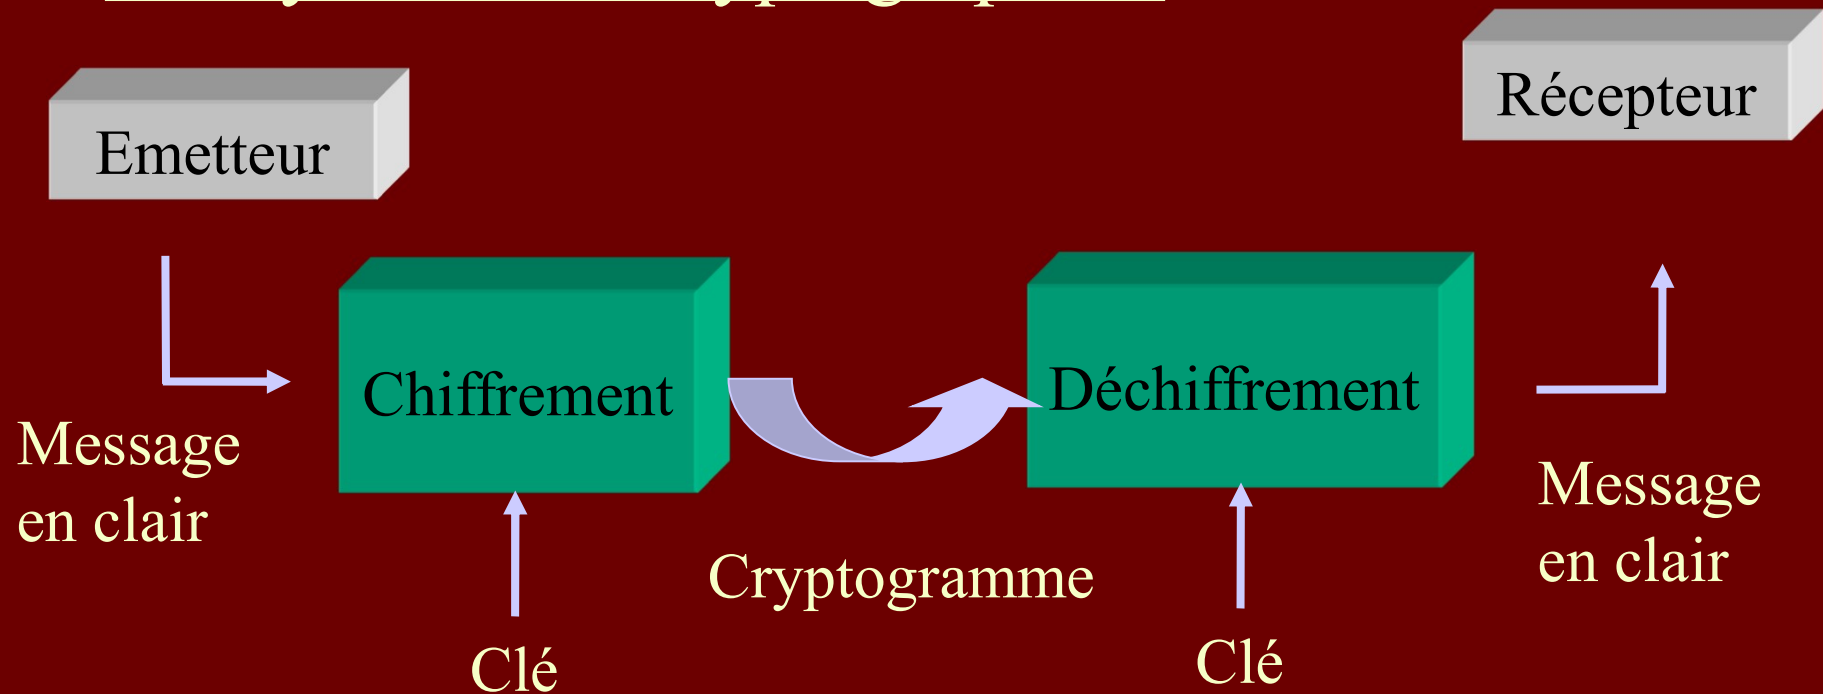 Emetteur
Récepteur
Chiffrement
Déchiffrement
Message
en clair
Message
en clair
Cryptogramme
Clé
Clé